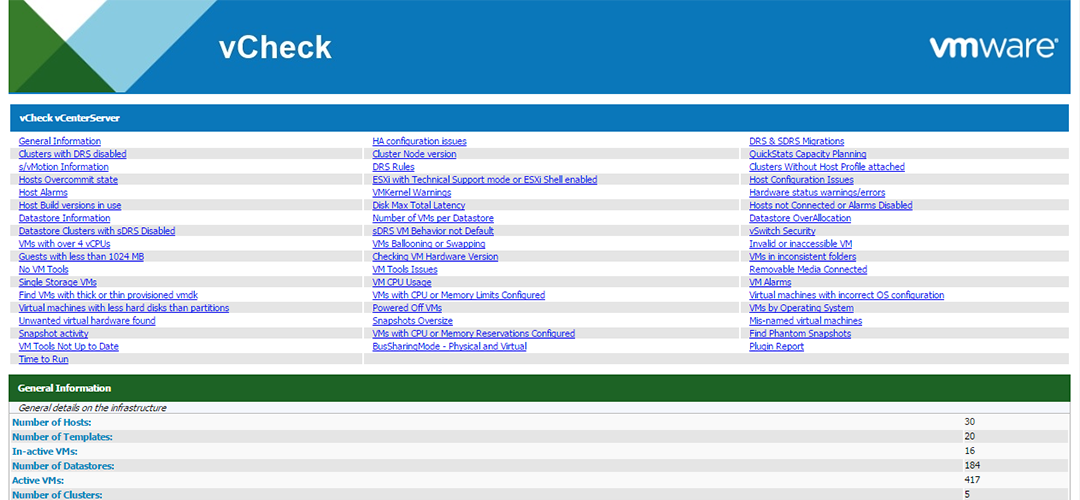 vCheck
vmware®
vCheck vCenterServer
General Information HA configuration issues DRS & SDRS Migrations
Clusters with DRS disabled Cluster Node version QuickStats Capacity Planning
s/vMotion Information DRS Rules Clusters Without Host Profile attached
Hosts Overcommit state ESXi with Technical Support mode or ESXi Shell enabled Host Configuration Issues
Host Alarms VMKernel Warnings Hardware status warnings/errors
Host Build versions in use Disk Max Total Latency Hosts not Connected or Alarms Disabled
Datastore Information Number of VMs per Datastore Datastore OverAllocation
Datastore Clusters with sDRS Disabled sDRS VM Behavior not Default vSwitch Security
VMs with over 4 vCPUs VMs Ballooning or Swapping Invalid or inaccessible VM
Guests with less than 1024 MB Checking VM Hardware Version VMs in inconsistent folders
No VM Tools VM Tools Issues Removable Media Connected
Single Storage VMs VM CPU Usage VM Alarms
Find VMs with thick or thin provisioned vmdk VMs with CPU or Memory Limits Configured Virtual machines with incorrect OS configuration
Virtual machines with less hard disks than partitions Powered Off VMs VMs by Operating System
Unwanted virtual hardware found Snapshots Oversize Mis-named virtual machines
Snapshot activity VMs with CPU or Memory Reservations Configured Find Phantom Snapshots
VM Tools Not Up to Date BusSharingMode - Physical and Virtual Plugin Report
Time to Run
General Information
General details on the infrastructure
Number of Hosts: 30
Number of Templates: 20
In-active VMs: 16
Number of Datastores: 184
Active VMs: 417
Number of Clusters: 5